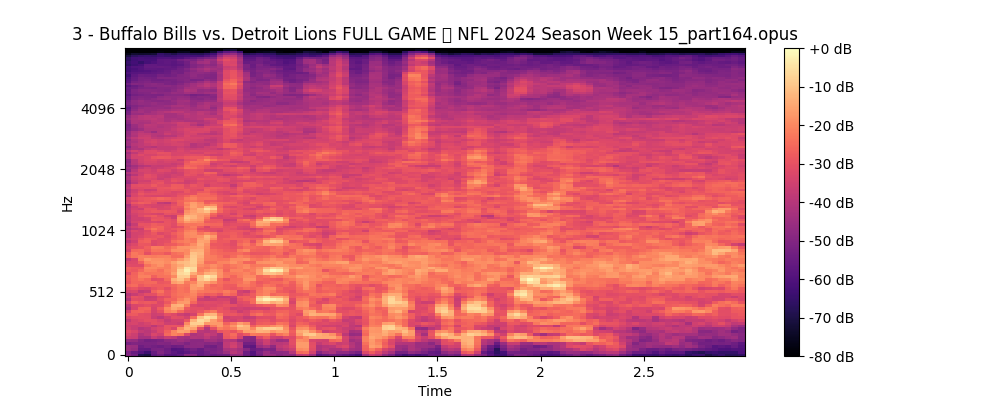 3 - Buffalo Bills vs. Detroit Lions FULL GAME ▯ NFL 2024 Season Week 15_part164.opus
+0 dB
4096
-10 dB
-20 dB
2048
-30 dB
Hz
1024
-40 dB
-50 dB
512
-60 dB
-70 dB
0
-80 dB
0 0.5 1 1.5 2 2.5
Time